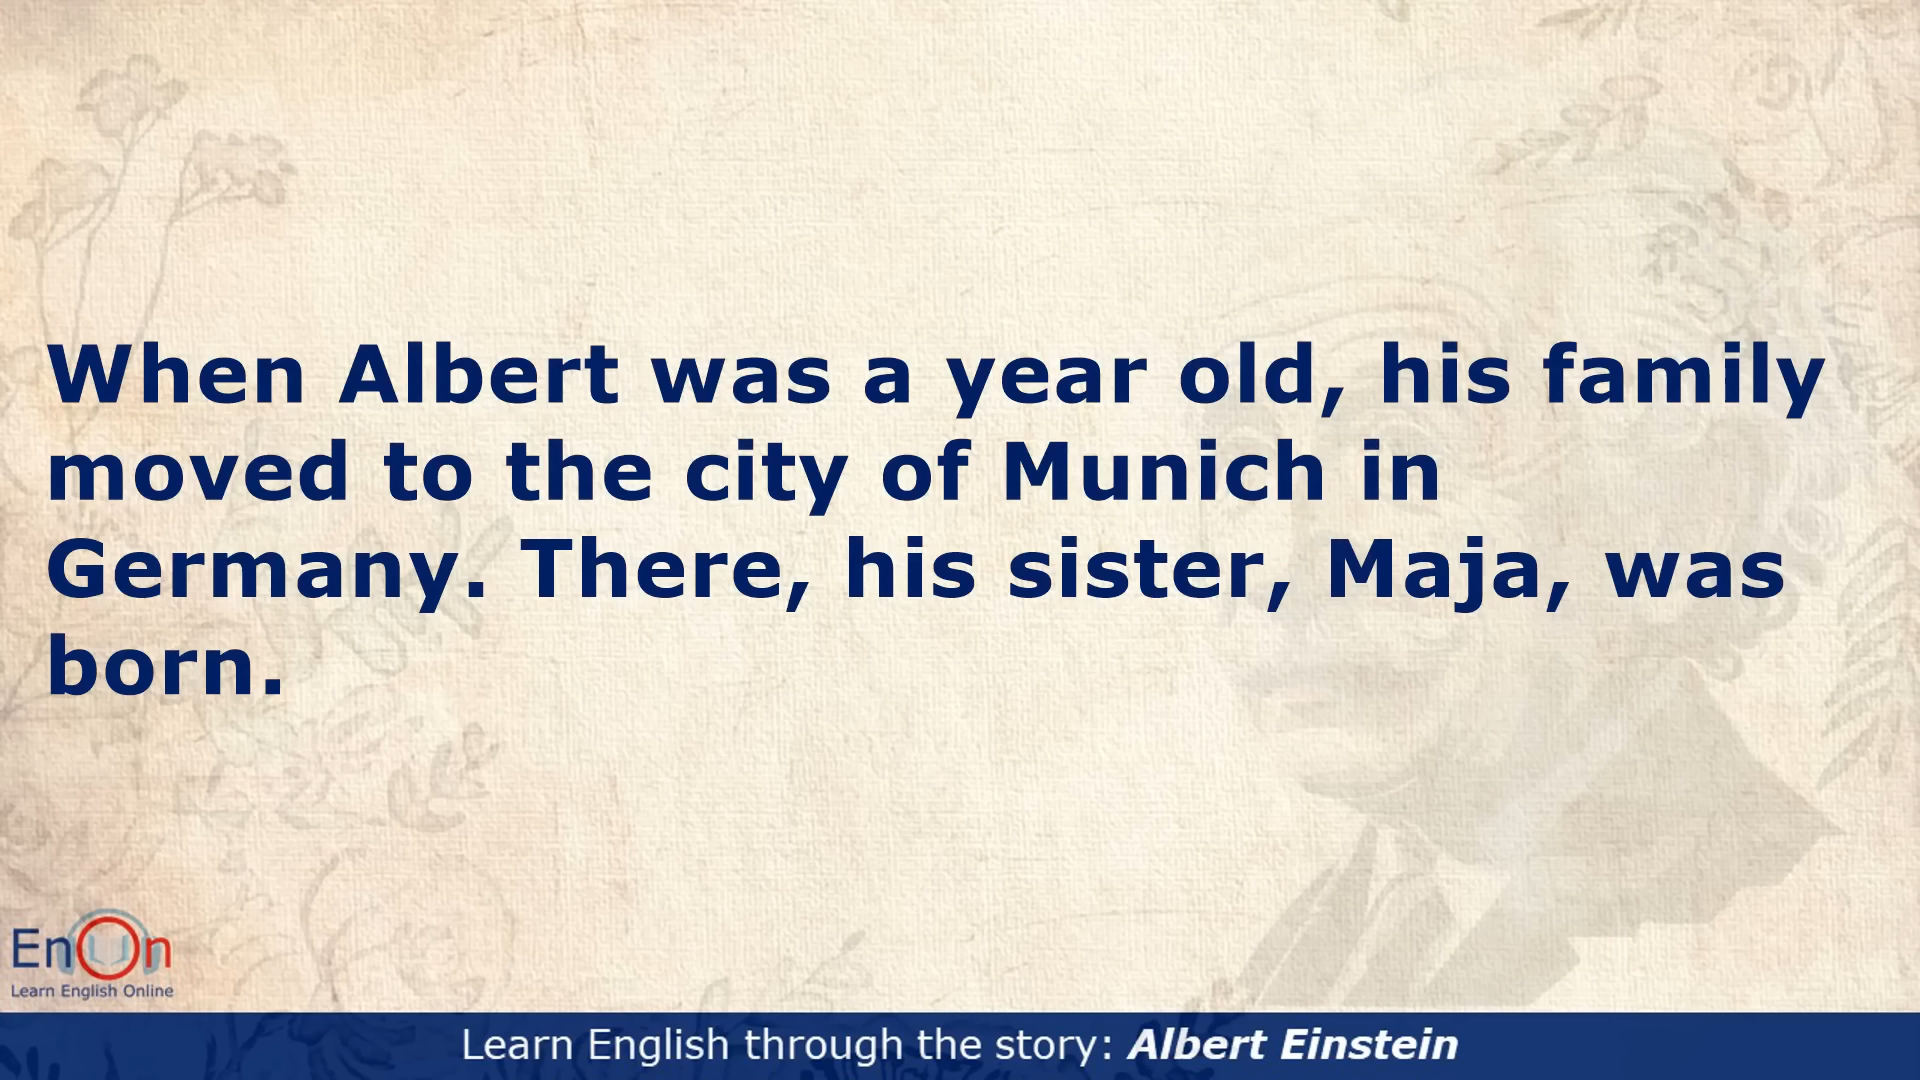 When Albert was a year old, his family
moved to the city of Munich in
Germany. There, his sister, Maja, was
born.
EnOn
Learn English Online
Learn English through the story: Albert Einstein